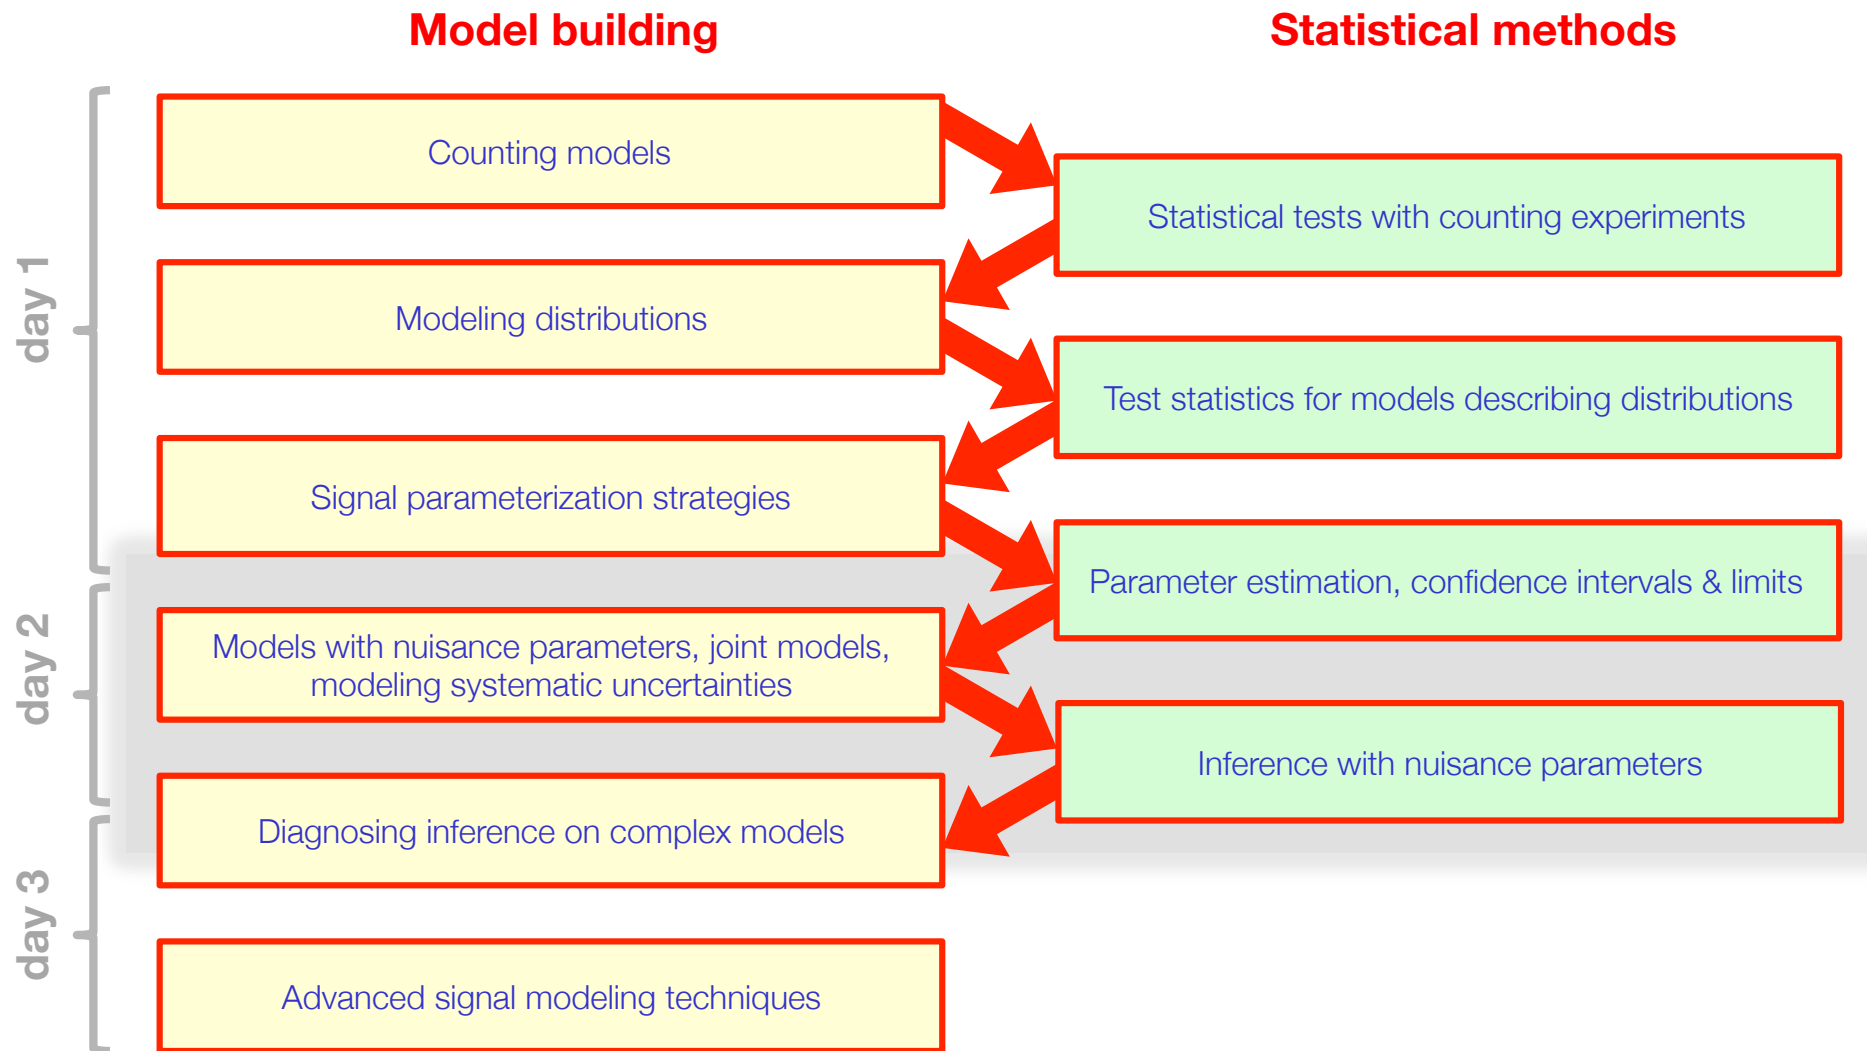 Model building
Statistical methods
day 1
Counting models
Statistical tests with counting experiments
Modeling distributions
Test statistics for models describing distributions
Signal parameterization strategies
Parameter estimation, confidence intervals & limits
day 2
Models with nuisance parameters, joint models,
modeling systematic uncertainties
Inference with nuisance parameters
day 3
Diagnosing inference on complex models
Advanced signal modeling techniques